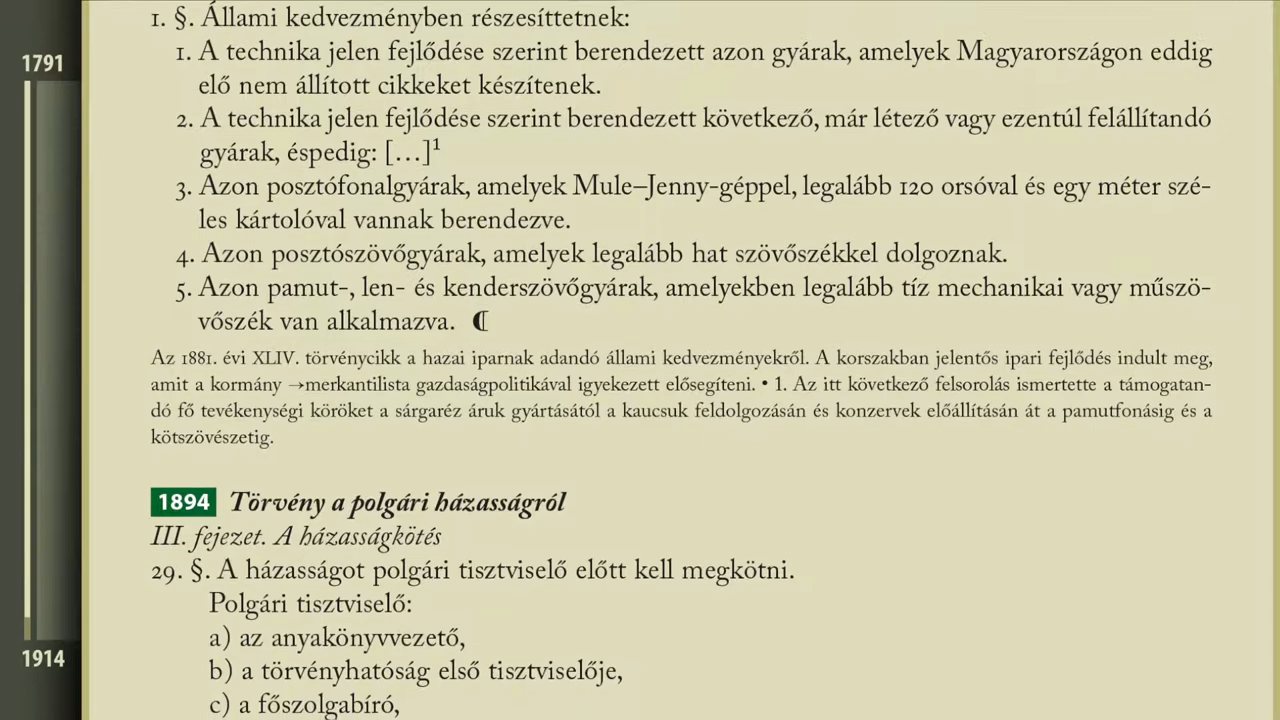 1791
1914
1. §. Állami kedvezményben részesíttetnek:
1. A technika jelen fejlődése szerint berendezett azon gyárak, amelyek Magyarországon eddig
elő nem állított cikkeket készítenek.
2. A technika jelen fejlődése szerint berendezett következő, már létező vagy ezentúl felállítandó
gyárak, éspedig: […]¹
3. Azon posztófonalgyárak, amelyek Mule–Jenny-géppel, legalább 120 orsóval és egy méter szé-
les kártolóval vannak berendezve.
4. Azon posztószövőgyárak, amelyek legalább hat szövőszékkel dolgoznak.
5. Azon pamut-, len- és kenderszövőgyárak, amelyekben legalább tíz mechanikai vagy műszö-
vőszék van alkalmazva. ¶
Az 1881. évi XLIV. törvénycikk a hazai iparnak adandó állami kedvezményekről. A korszakban jelentős ipari fejlődés indult meg,
amit a kormány →merkantilista gazdaságpolitikával igyekezett elősegíteni. • 1. Az itt következő felsorolás ismertette a támogatan-
dó fő tevékenységi köröket a sárgaréz áruk gyártásától a kaucsuk feldolgozásán és konzervek előállításán át a pamutfonásig és a
kötszövészetig.
1894 Törvény a polgári házasságról
III. fejezet. A házasságkötés
29. §. A házasságot polgári tisztviselő előtt kell megkötni.
Polgári tisztviselő:
a) az anyakönyvvezető,
b) a törvényhatóság első tisztviselője,
c) a főszolgabíró,